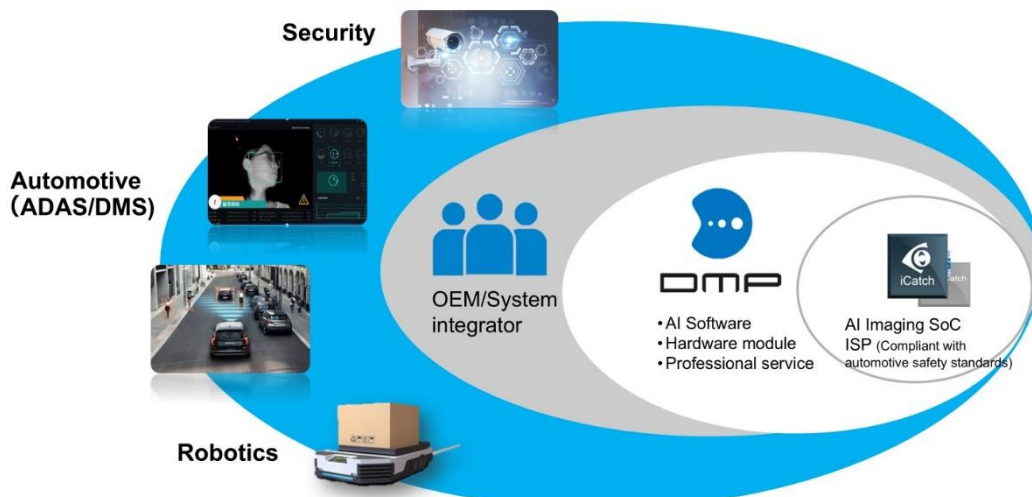 Security
Automotive
（ADAS/DMS)
Robotics
OEM/System
integrator
DMP
•AI Software
•Hardware module
•Professional service
iCatch
AI Imaging SoC
ISP (Compliant with
automotive safety standards)